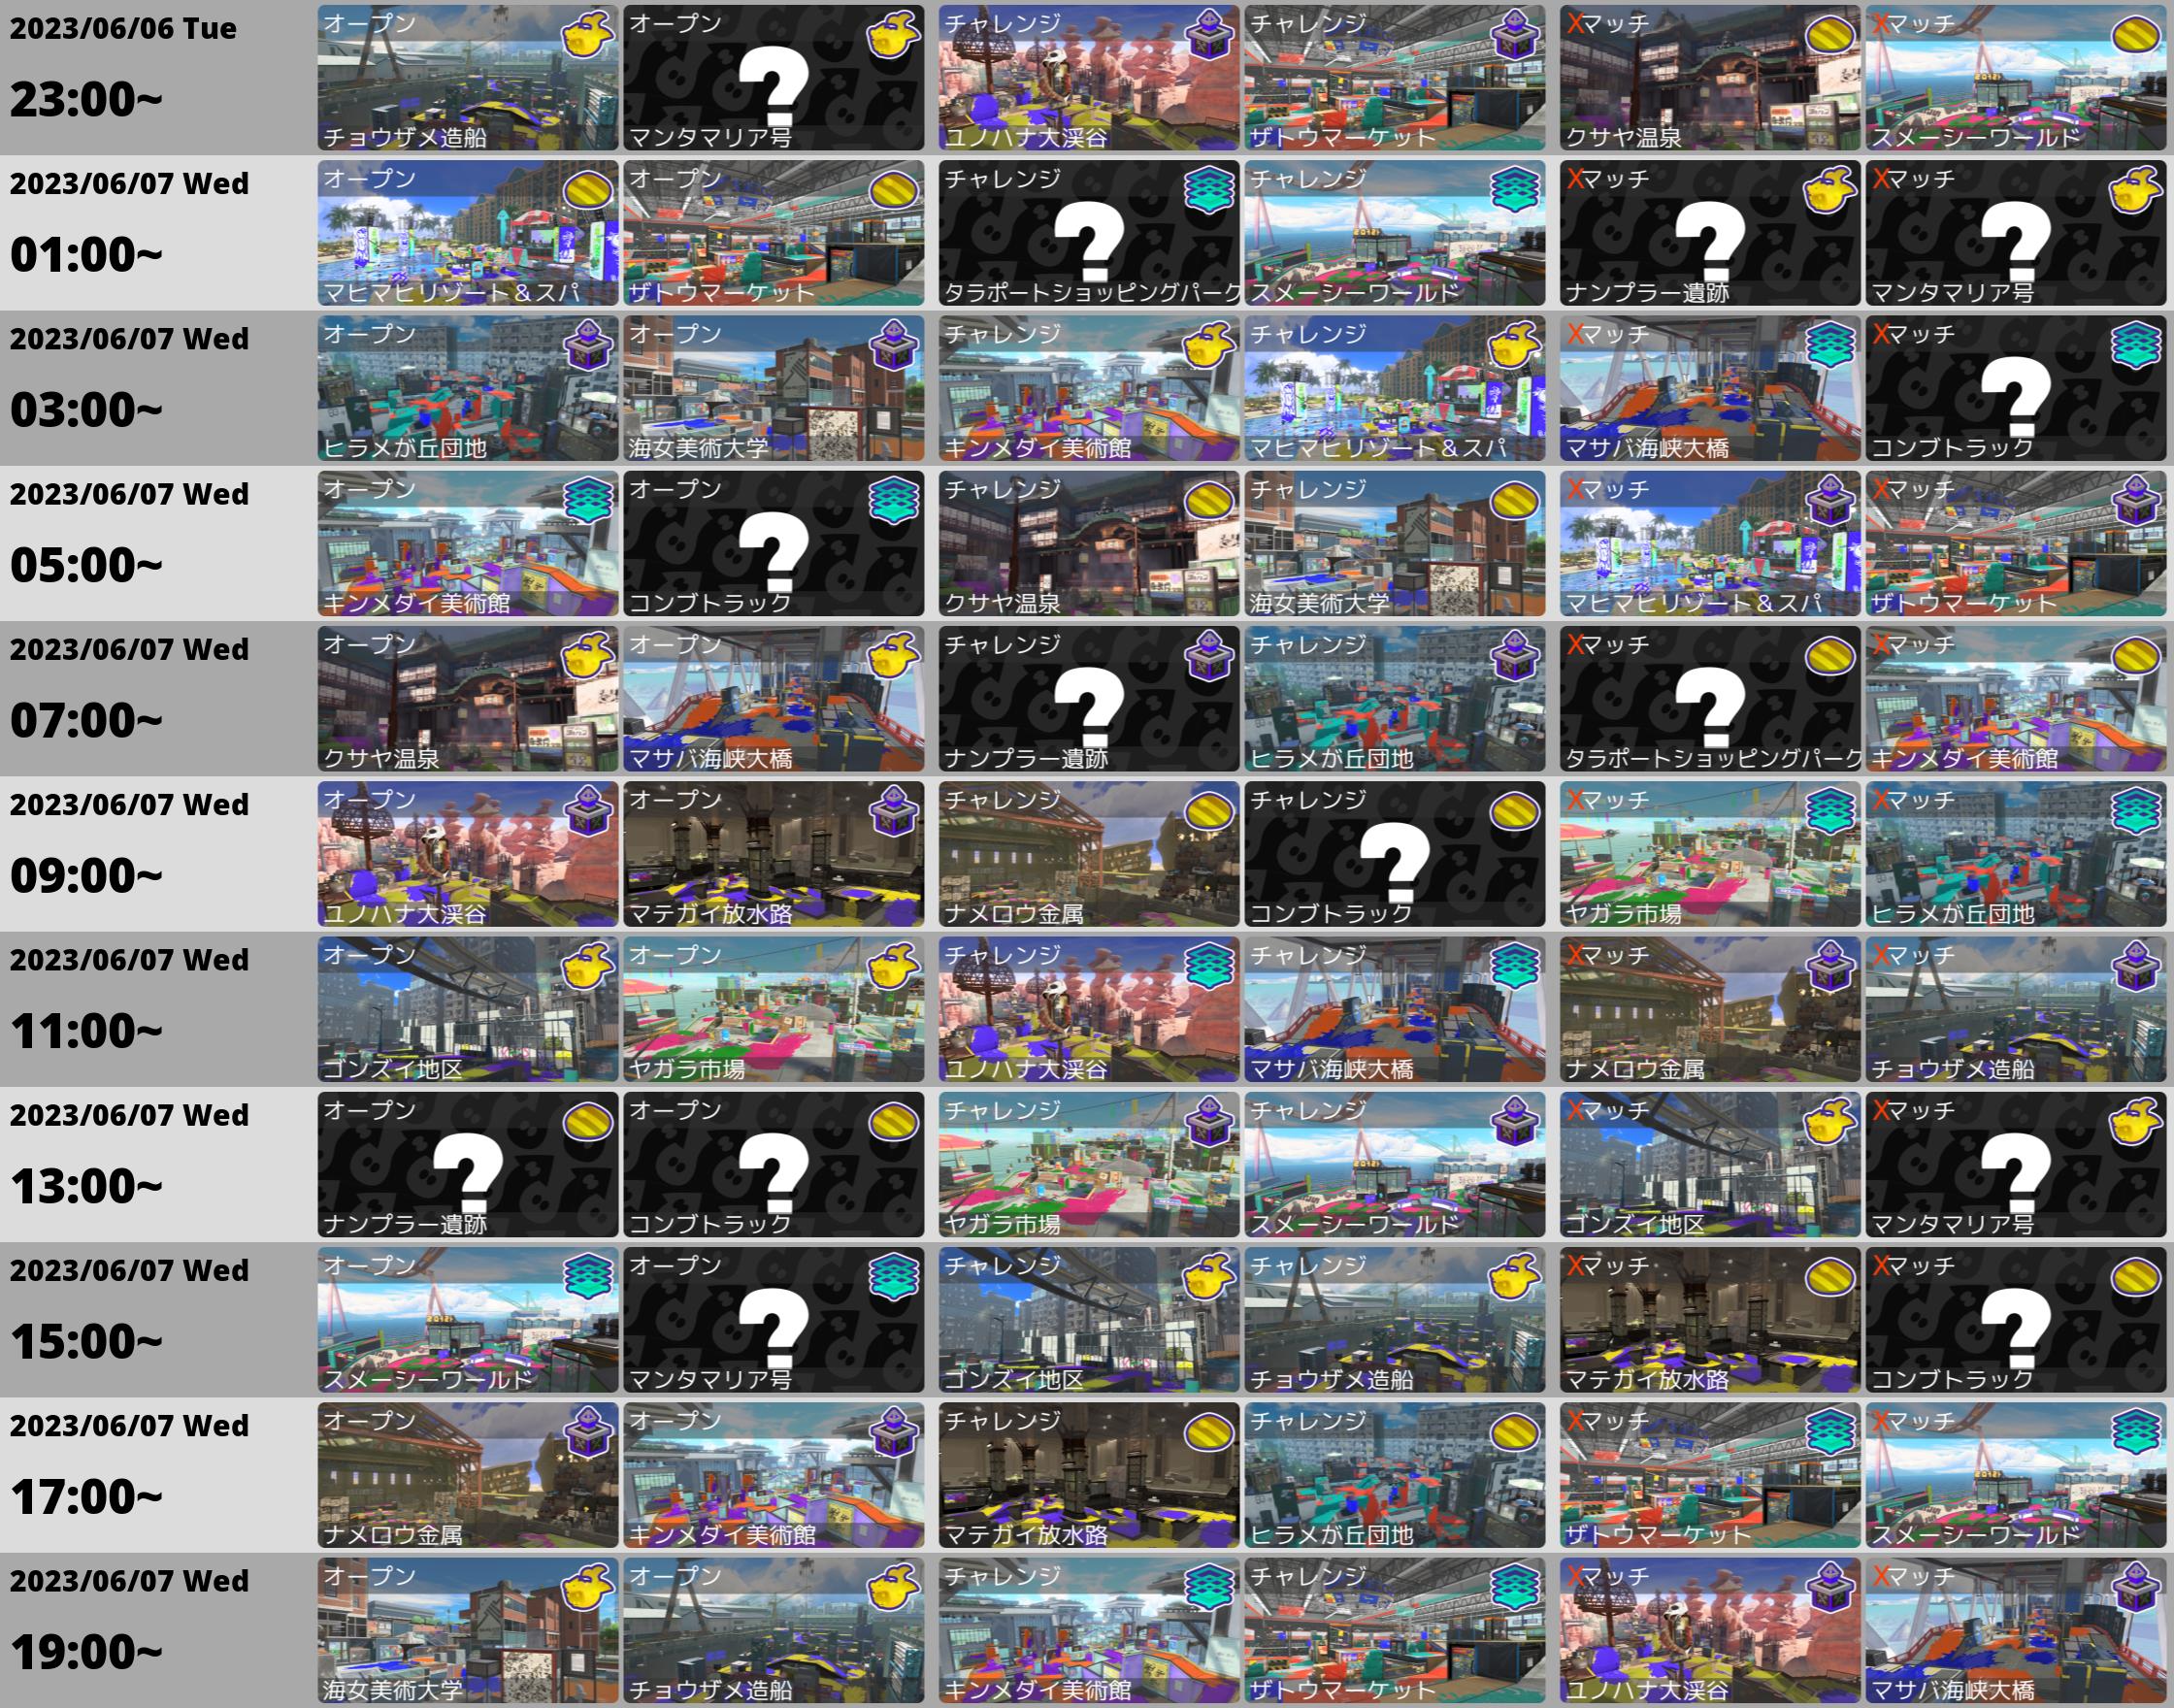 2023/06/06 Tue
23:00~
オープン
チョウザメ造船
オープン
マンタマリア号
チャレンジ
ユノハナ大渓谷
チャレンジ
ザトウマーケット
Xマッチ
クサヤ温泉
Xマッチ
スメーシーワールド
2023/06/07 Wed
01:00~
オープン
マヒマヒリゾート＆スパ
オープン
ザトウマーケット
チャレンジ
タラポートショッピングパーク
チャレンジ
スメーシーワールド
Xマッチ
ナンプラー遺跡
Xマッチ
マンタマリア号
2023/06/07 Wed
03:00~
オープン
ヒラメが丘団地
オープン
海女美術大学
チャレンジ
キンメダイ美術館
チャレンジ
マヒマヒリゾート＆スパ
Xマッチ
マサバ海峡大橋
Xマッチ
コンブトラック
2023/06/07 Wed
05:00~
オープン
キンメダイ美術館
オープン
コンブトラック
チャレンジ
クサヤ温泉
チャレンジ
海女美術大学
Xマッチ
マヒマヒリゾート＆スパ
Xマッチ
ザトウマーケット
2023/06/07 Wed
07:00~
オープン
クサヤ温泉
オープン
マサバ海峡大橋
チャレンジ
ナンプラー遺跡
チャレンジ
ヒラメが丘団地
Xマッチ
タラポートショッピングパーク
Xマッチ
キンメダイ美術館
2023/06/07 Wed
09:00~
オープン
ユノハナ大渓谷
オープン
マテガイ放水路
チャレンジ
ナメロウ金属
チャレンジ
コンブトラック
Xマッチ
ヤガラ市場
Xマッチ
ヒラメが丘団地
2023/06/07 Wed
11:00~
オープン
ゴンズイ地区
オープン
ヤガラ市場
チャレンジ
ユノハナ大渓谷
チャレンジ
マサバ海峡大橋
Xマッチ
ナメロウ金属
Xマッチ
チョウザメ造船
2023/06/07 Wed
13:00~
オープン
ナンプラー遺跡
オープン
コンブトラック
チャレンジ
ヤガラ市場
チャレンジ
スメーシーワールド
Xマッチ
ゴンズイ地区
Xマッチ
マンタマリア号
2023/06/07 Wed
15:00~
オープン
スメーシーワールド
オープン
マンタマリア号
チャレンジ
ゴンズイ地区
チャレンジ
チョウザメ造船
Xマッチ
マテガイ放水路
Xマッチ
コンブトラック
2023/06/07 Wed
17:00~
オープン
ナメロウ金属
オープン
キンメダイ美術館
チャレンジ
マテガイ放水路
チャレンジ
ヒラメが丘団地
Xマッチ
ザトウマーケット
Xマッチ
スメーシーワールド
2023/06/07 Wed
19:00~
オープン
海女美術大学
オープン
チョウザメ造船
チャレンジ
キンメダイ美術館
チャレンジ
ザトウマーケット
Xマッチ
ユノハナ大渓谷
Xマッチ
マサバ海峡大橋